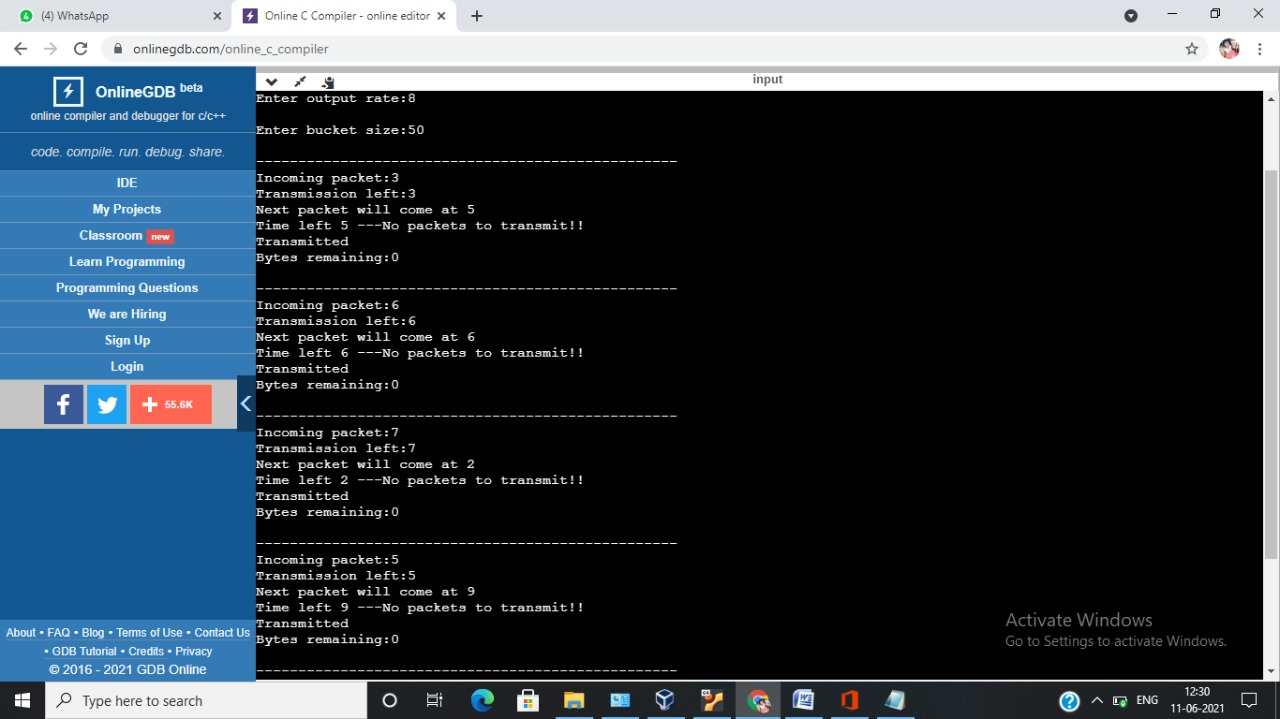 (4) WhatsApp
Online C Compiler - online editor
onlinegdb.com/online_c_compiler
OnlineGDB beta
online compiler and debugger for c/c++
code. compile. run. debug. share.
IDE
My Projects
Classroom new
Learn Programming
Programming Questions
We are Hiring
Sign Up
Login
55.6K
About • FAQ • Blog • Terms of Use • Contact Us
• GDB Tutorial • Credits • Privacy
© 2016 - 2021 GDB Online
input
Enter output rate:8
Enter bucket size:50
--------------------------------------------------
Incoming packet:3
Transmission left:3
Next packet will come at 5
Time left 5 ---No packets to transmit!!
Transmitted
Bytes remaining:0
--------------------------------------------------
Incoming packet:6
Transmission left:6
Next packet will come at 6
Time left 6 ---No packets to transmit!!
Transmitted
Bytes remaining:0
--------------------------------------------------
Incoming packet:7
Transmission left:7
Next packet will come at 2
Time left 2 ---No packets to transmit!!
Transmitted
Bytes remaining:0
--------------------------------------------------
Incoming packet:5
Transmission left:5
Next packet will come at 9
Time left 9 ---No packets to transmit!!
Transmitted
Bytes remaining:0
--------------------------------------------------
Activate Windows
Go to Settings to activate Windows.
Type here to search
ENG
12:30
11-06-2021